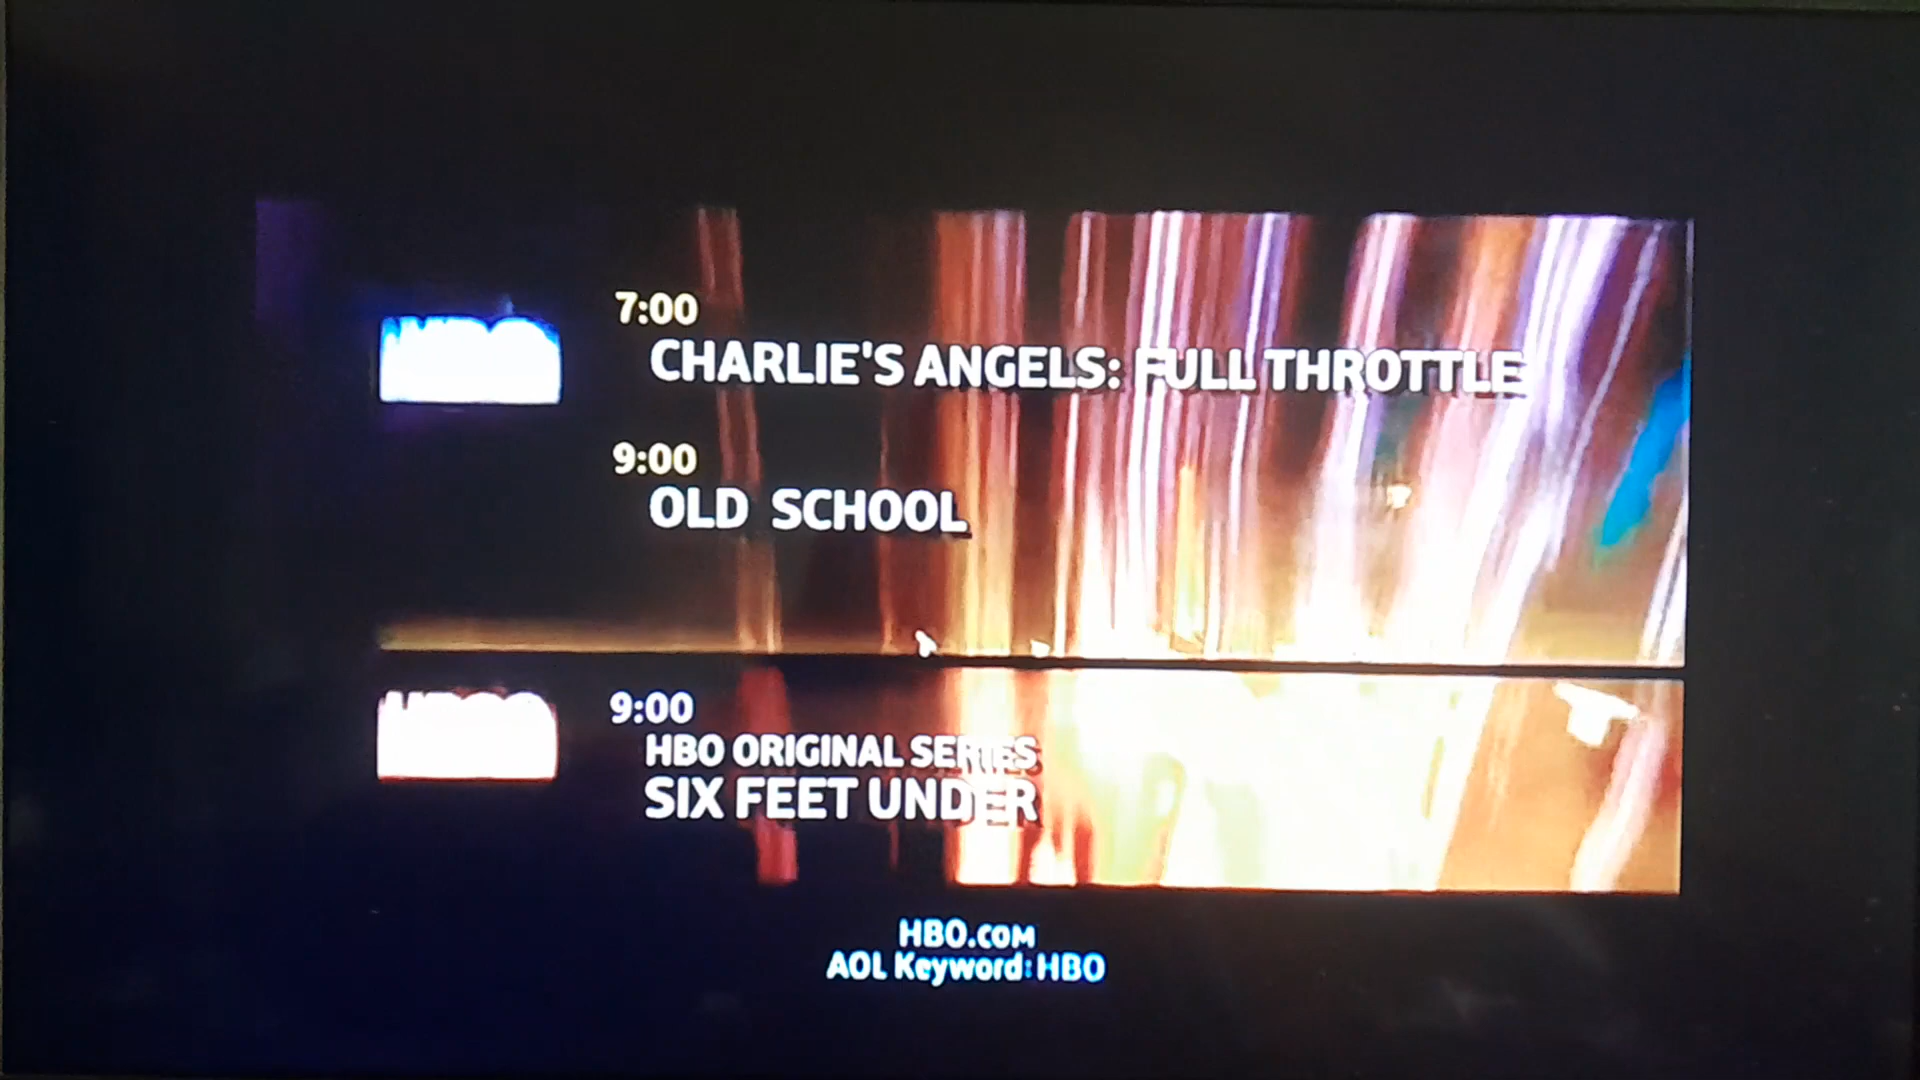 7:00
CHARLIE'S ANGELS: FULL THROTTLE
9:00
OLD SCHOOL
9:00
HBO ORIGINAL SERIES
SIX FEET UNDER
HBO.COM
AOL Keyword: HBO